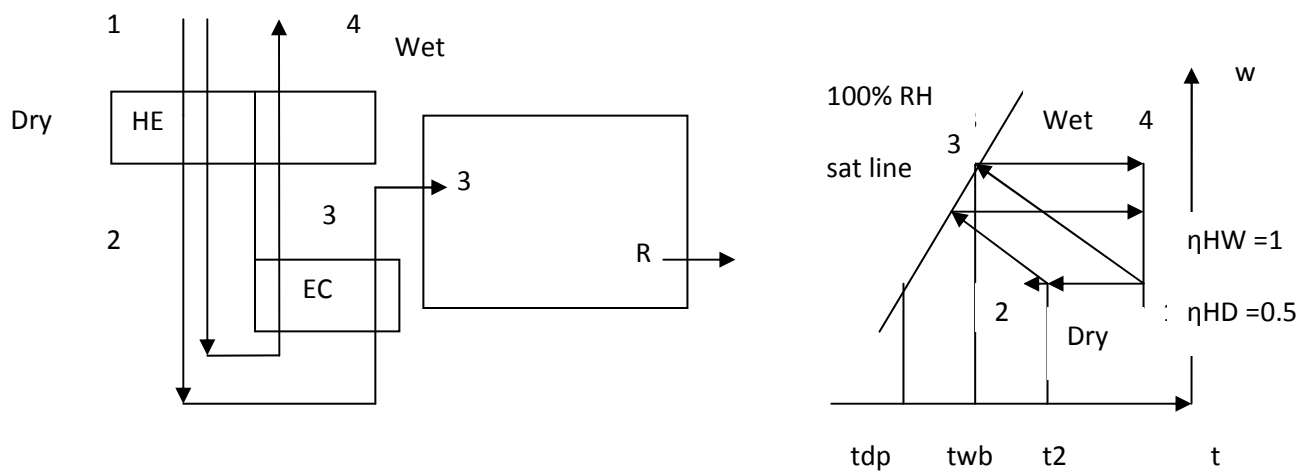 1
4
Wet
Dry
HE
3
2
3
EC
R
w
100% RH
Wet
4
3
sat line
ηHW =1
2
ηHD =0.5
Dry
tdp
twb
t2
t